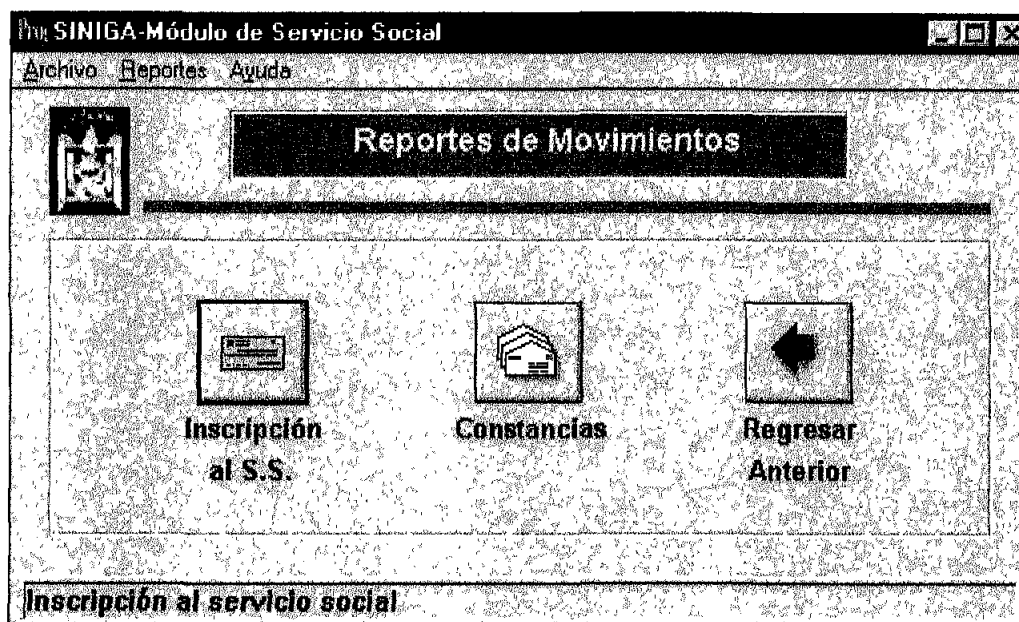 SINIGA-Módulo de Servicio Social
Archivo Reportes Ayuda
Reportes de Movimientos
Inscripción
al S.S.
Constancias
Regresar
Anterior
Inscripción al servicio social